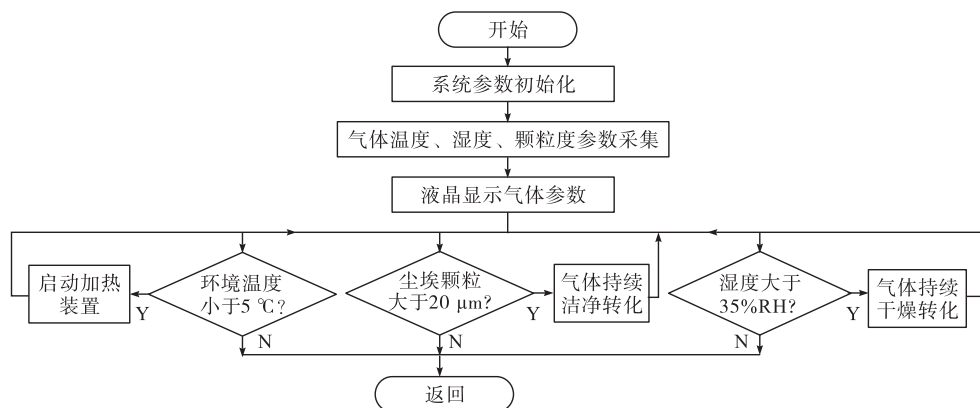 开始
系统参数初始化
气体温度、湿度、颗粒度参数采集
液晶显示气体参数
启动加热
装置
Y
环境温度
小于5 ℃?
N
尘埃颗粒
大于20 μm?
Y
N
气体持续
洁净转化
湿度大于
35%RH?
Y
N
气体持续
干燥转化
返回